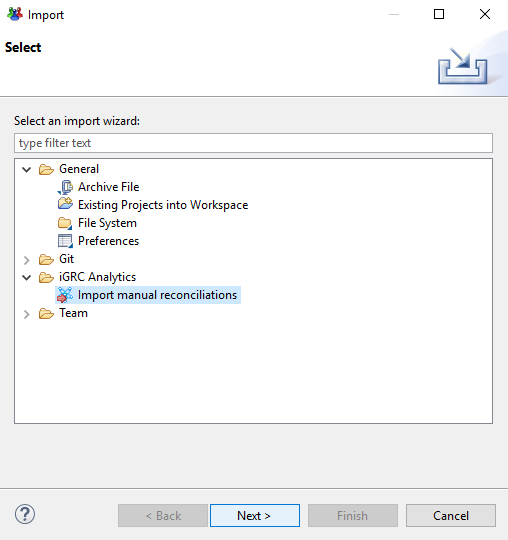 Import
Select
Select an import wizard:
type filter text
General
Archive File
Existing Projects into Workspace
File System
Preferences
Git
iGRC Analytics
Import manual reconciliations
Team
?
< Back
Next >
Finish
Cancel